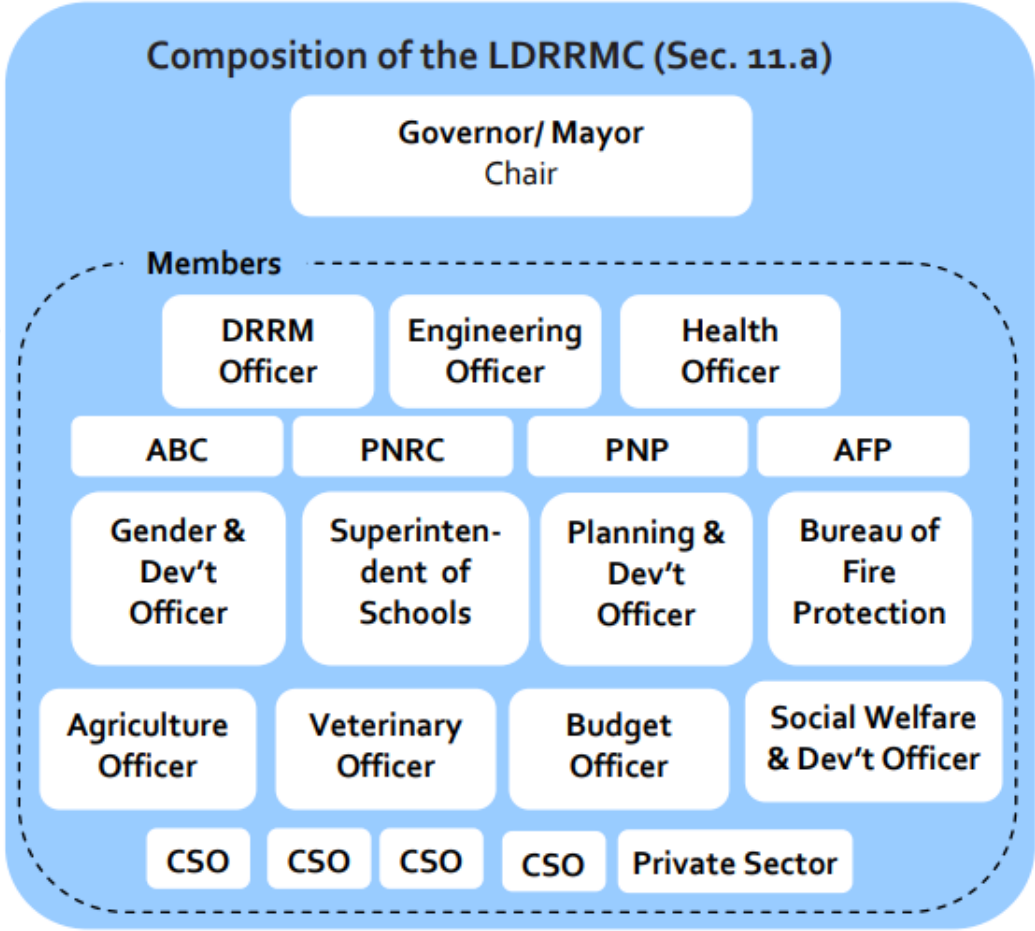 Composition of the LDRRMC (Sec. 11.a)
Governor/ Mayor
Chair
Members
DRRM
Officer
Engineering
Officer
Health
Officer
ABC
PNRC
PNP
AFP
Gender &
Dev't
Officer
Superinten-
dent of
Schools
Planning &
Dev't
Officer
Bureau of
Fire
Protection
Agriculture
Officer
Veterinary
Officer
Budget
Officer
Social Welfare
& Dev't Officer
CSO
CSO
CSO
CSO
Private Sector